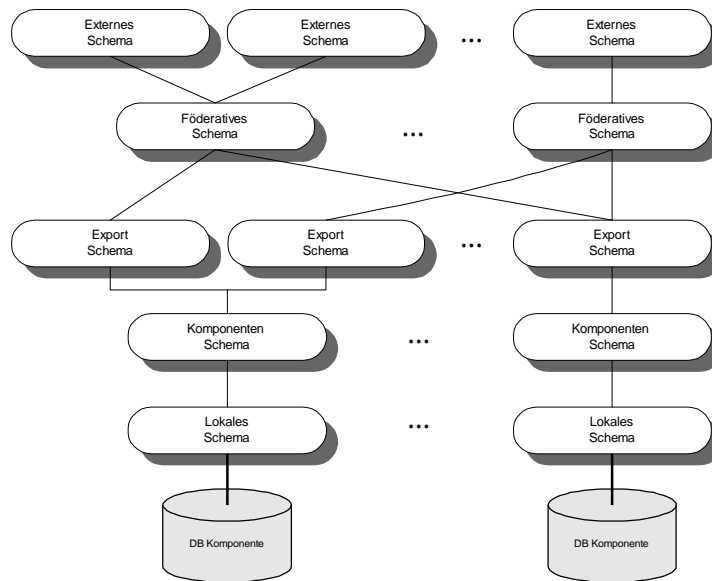 Externes
Schema
Externes
Schema
...
Externes
Schema
Föderatives
Schema
...
Föderatives
Schema
Export
Schema
Export
Schema
...
Export
Schema
Komponenten
Schema
...
Komponenten
Schema
Lokales
Schema
...
Lokales
Schema
DB Komponente
DB Komponente